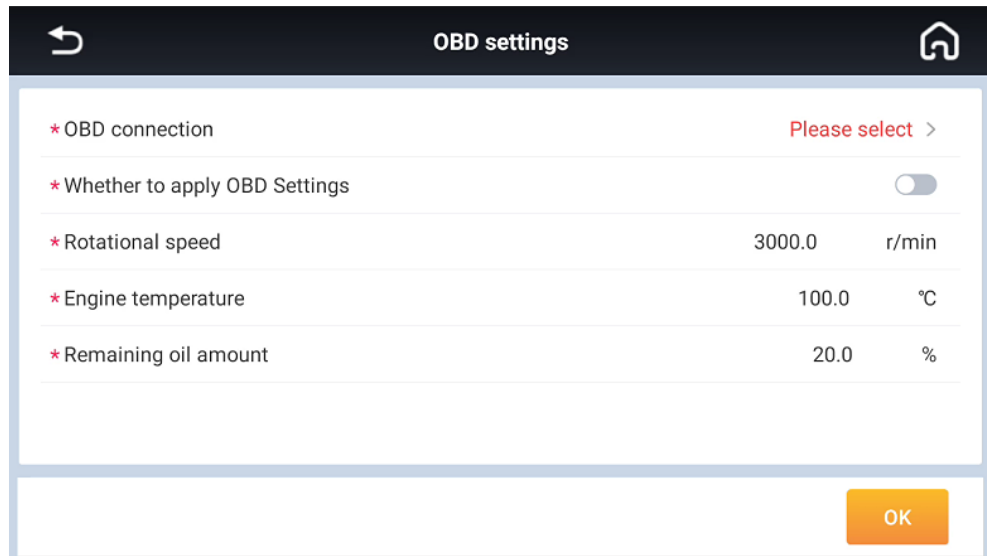 OBD settings
*OBD connection Please select >
*Whether to apply OBD Settings
*Rotational speed 3000.0 r/min
*Engine temperature 100.0 ℃
*Remaining oil amount 20.0 %
OK